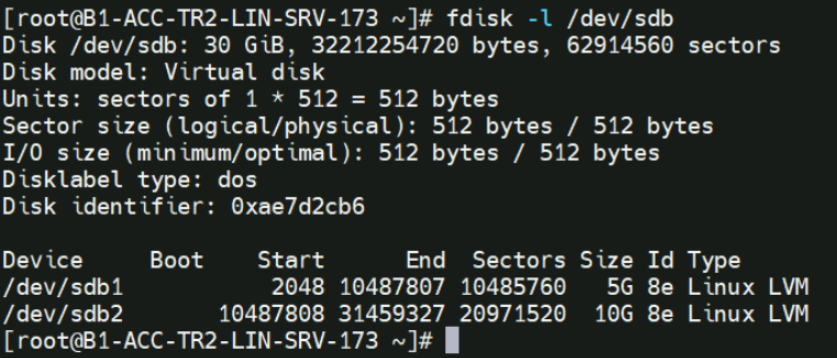 [root@B1-ACC-TR2-LIN-SRV-173 ~]# fdisk -l /dev/sdb
Disk /dev/sdb: 30 GiB, 32212254720 bytes, 62914560 sectors
Disk model: Virtual disk
Units: sectors of 1 * 512 = 512 bytes
Sector size (logical/physical): 512 bytes / 512 bytes
I/O size (minimum/optimal): 512 bytes / 512 bytes
Disklabel type: dos
Disk identifier: 0xae7d2cb6

Device     Boot    Start      End  Sectors Size Id Type
/dev/sdb1           2048 10487807 10485760   5G 8e Linux LVM
/dev/sdb2       10487808 31459327 20971520  10G 8e Linux LVM
[root@B1-ACC-TR2-LIN-SRV-173 ~]#